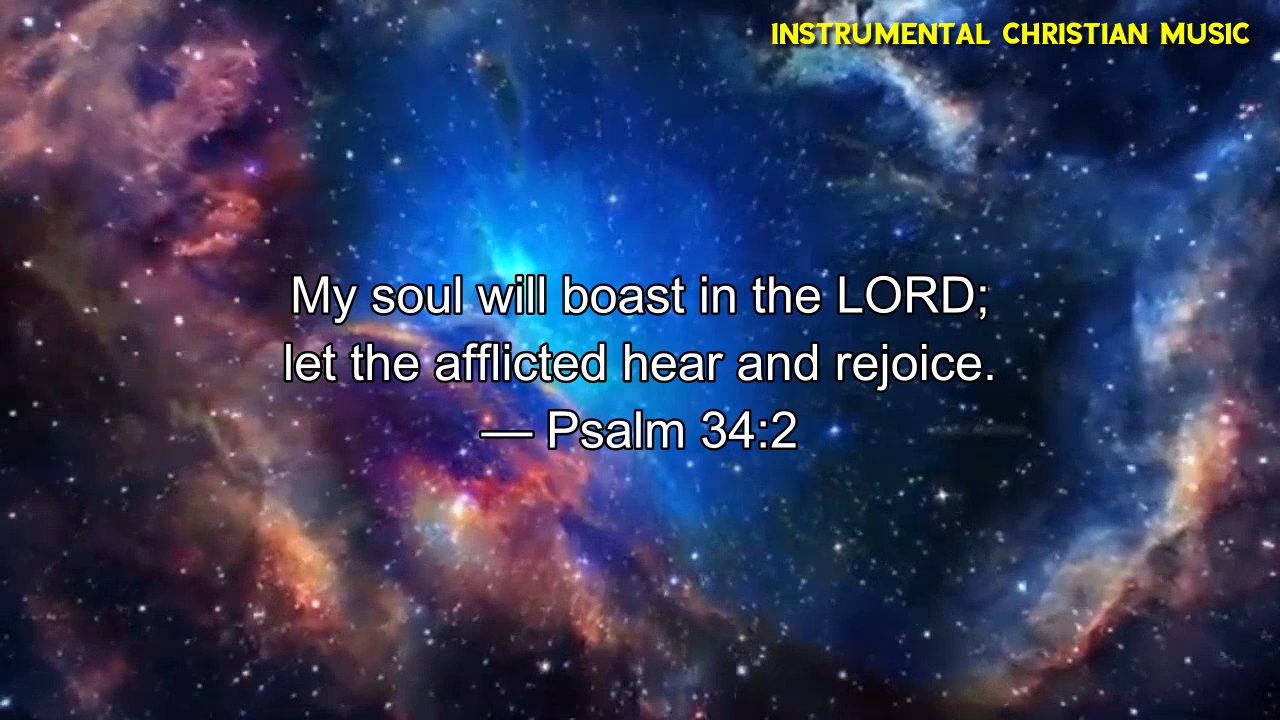 INSTRUMENTAL CHRISTIAN MUSIC
My soul will boast in the LORD;
let the afflicted hear and rejoice.
— Psalm 34:2